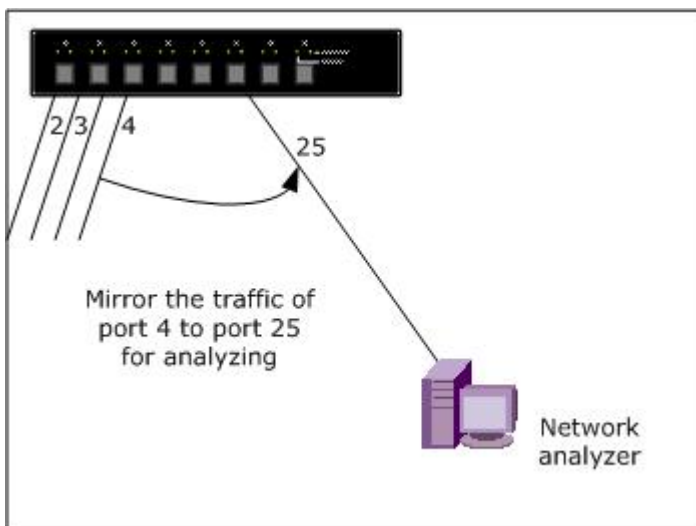 2
3
4
25
Mirror the traffic of
port 4 to port 25
for analyzing
Network
analyzer